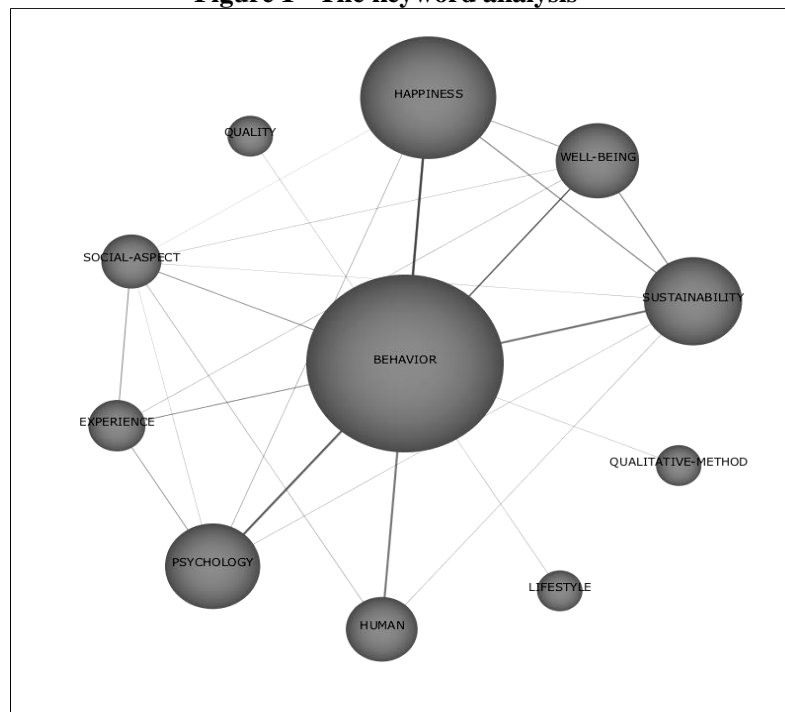 Figure 1 - The keyword analysis
HAPPINESS
QUALITY
WELL-BEING
SOCIAL-ASPECT
SUSTAINABILITY
BEHAVIOR
EXPERIENCE
QUALITATIVE-METHOD
PSYCHOLOGY
LIFESTYLE
HUMAN